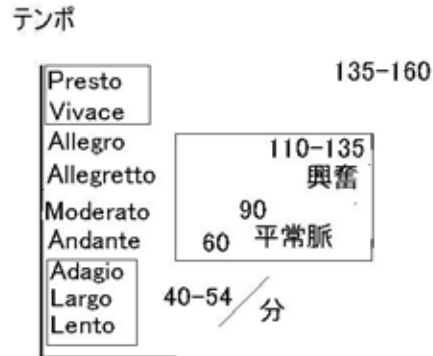 テンポ
Presto 135-160
Vivace
Allegro 110-135
Allegretto 興奮
Moderato 90
Andante 60 平常脈
Adagio
Largo 40-54/分
Lento